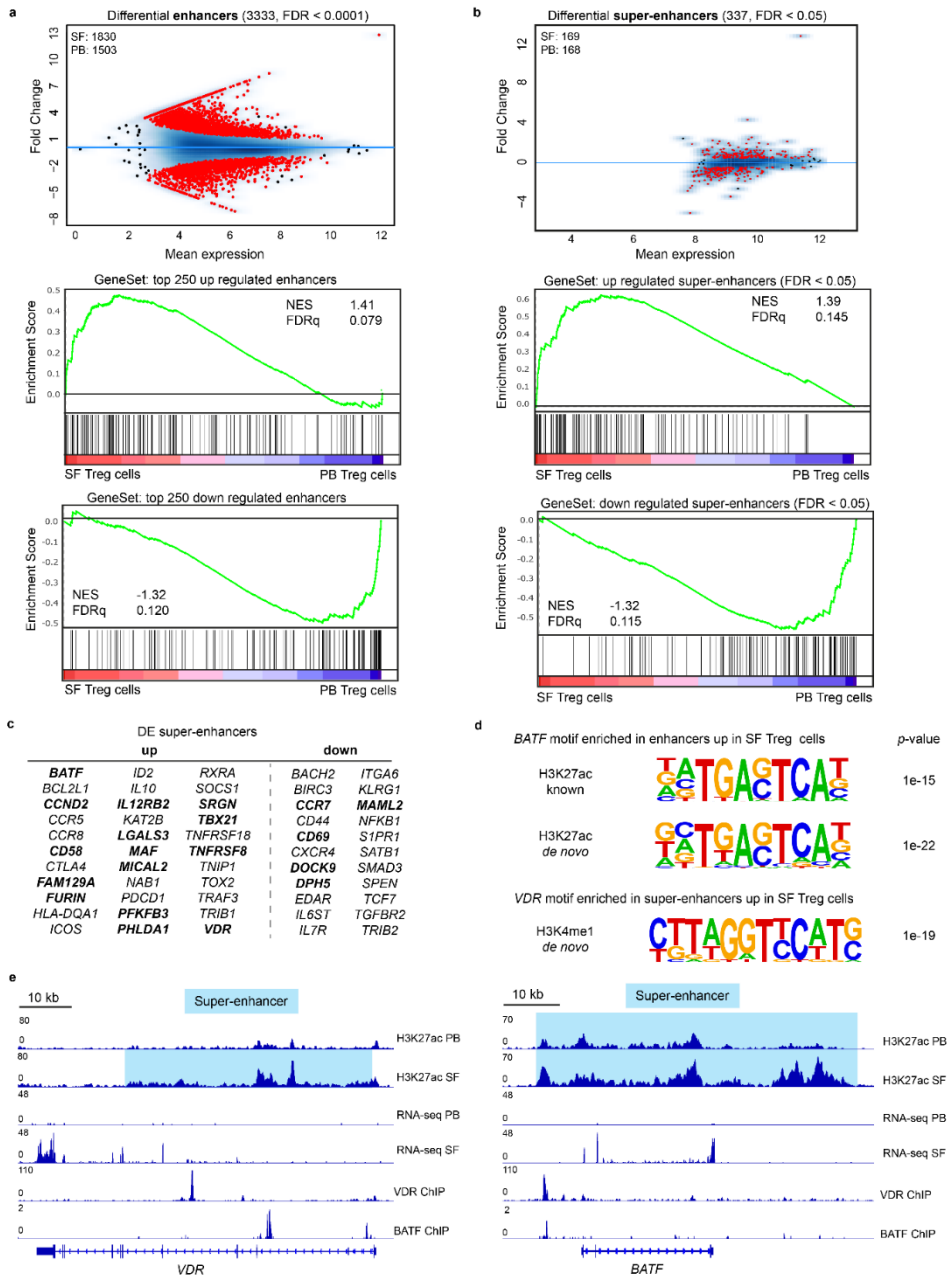 a
Differential enhancers (3333, FDR < 0.0001)
SF: 1830
PB: 1503
Fold Change
13
10
7
4
1
-2
-5
-8
0 2 4 6 8 10 12
Mean expression
GeneSet: top 250 up regulated enhancers
Enrichment Score
0.5
0.4
0.3
0.2
0.1
0.0
NES 1.41
FDRq 0.079
SF Treg cells PB Treg cells
GeneSet: top 250 down regulated enhancers
Enrichment Score
0.0
-0.1
-0.2
-0.3
-0.4
-0.5
NES -1.32
FDRq 0.120
SF Treg cells PB Treg cells
b
Differential super-enhancers (337, FDR < 0.05)
SF: 169
PB: 168
Fold Change
12
8
4
0
-4
4 6 8 10 12
Mean expression
GeneSet: up regulated super-enhancers (FDR < 0.05)
Enrichment Score
0.6
0.5
0.4
0.3
0.2
0.1
0.0
NES 1.39
FDRq 0.145
SF Treg cells PB Treg cells
GeneSet: down regulated super-enhancers (FDR < 0.05)
Enrichment Score
0.0
-0.1
-0.2
-0.3
-0.4
-0.5
NES -1.32
FDRq 0.115
SF Treg cells PB Treg cells
c
DE super-enhancers
up down
BATF ID2 RXRA BACH2 ITGA6
BCL2L1 IL10 SOCS1 BIRC3 KLRG1
CCND2 IL12RB2 SRGN CCR7 MAML2
CCR5 KAT2B TBX21 CD44 NFKB1
CCR8 LGALS3 TNFRSF18 CD69 S1PR1
CD58 MAF TNFRSF8 CXCR4 SATB1
CTLA4 MICAL2 TNIP1 DOCK9 SMAD3
FAM129A NAB1 TOX2 DPH5 SPEN
FURIN PDCD1 TRAF3 EDAR TCF7
HLA-DQA1 PFKFB3 TRIB1 IL6ST TGFBR2
ICOS PHLDA1 VDR IL7R TRIB2
d
BATF motif enriched in enhancers up in SF Treg cells p-value
H3K27ac
known
TGAGTCA
1e-15
H3K27ac
de novo
TGAGTCA
1e-22
VDR motif enriched in super-enhancers up in SF Treg cells
H3K4me1
de novo
CTTAGGTTCATG
1e-19
e
10 kb
Super-enhancer
80
0
H3K27ac PB
80
0
H3K27ac SF
48
0
RNA-seq PB
48
0
RNA-seq SF
110
0
VDR ChIP
2
0
BATF ChIP
VDR
10 kb
Super-enhancer
70
0
H3K27ac PB
70
0
H3K27ac SF
48
0
RNA-seq PB
48
0
RNA-seq SF
110
0
VDR ChIP
2
0
BATF ChIP
BATF